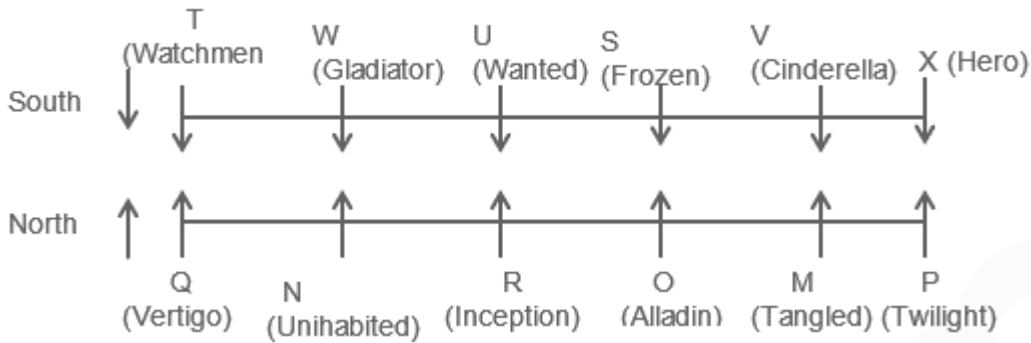 T
(Watchmen
W
(Gladiator)
U
(Wanted)
S
(Frozen)
V
(Cinderella)
X (Hero)
South
North
Q
(Vertigo)
N
(Unihabited)
R
(Inception)
O
(Alladin)
M
(Tangled)
P
(Twilight)